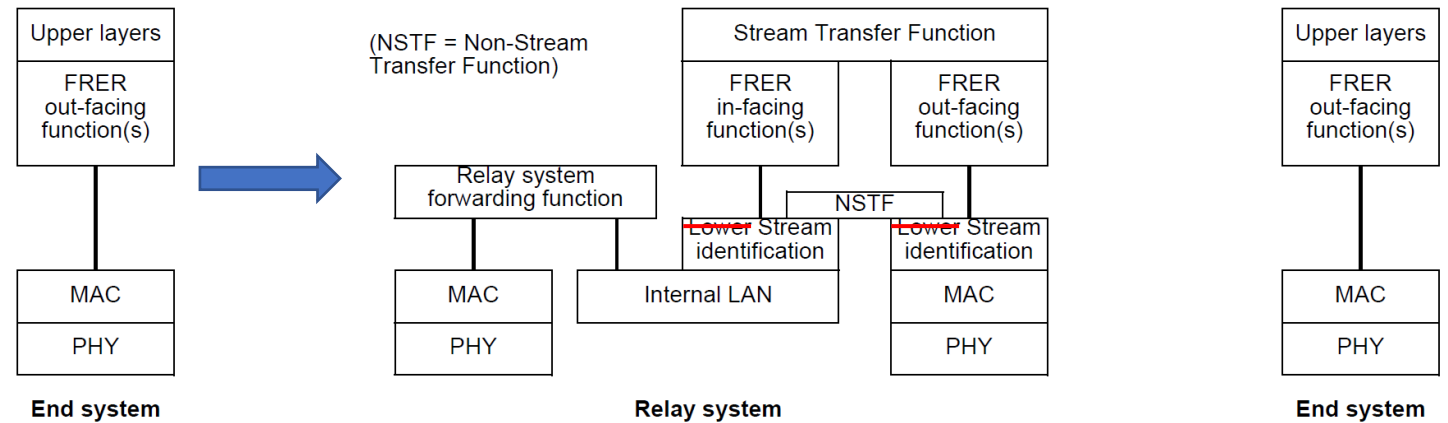 Upper layers
FRER
out-facing
function(s)
MAC
PHY
End system
(NSTF = Non-Stream
Transfer Function)
Relay system
forwarding function
MAC
PHY
Stream Transfer Function
FRER
in-facing
function(s)
FRER
out-facing
function(s)
NSTF
Lower Stream
identification
Lower Stream
identification
Internal LAN
MAC
PHY
Relay system
Upper layers
FRER
out-facing
function(s)
MAC
PHY
End system